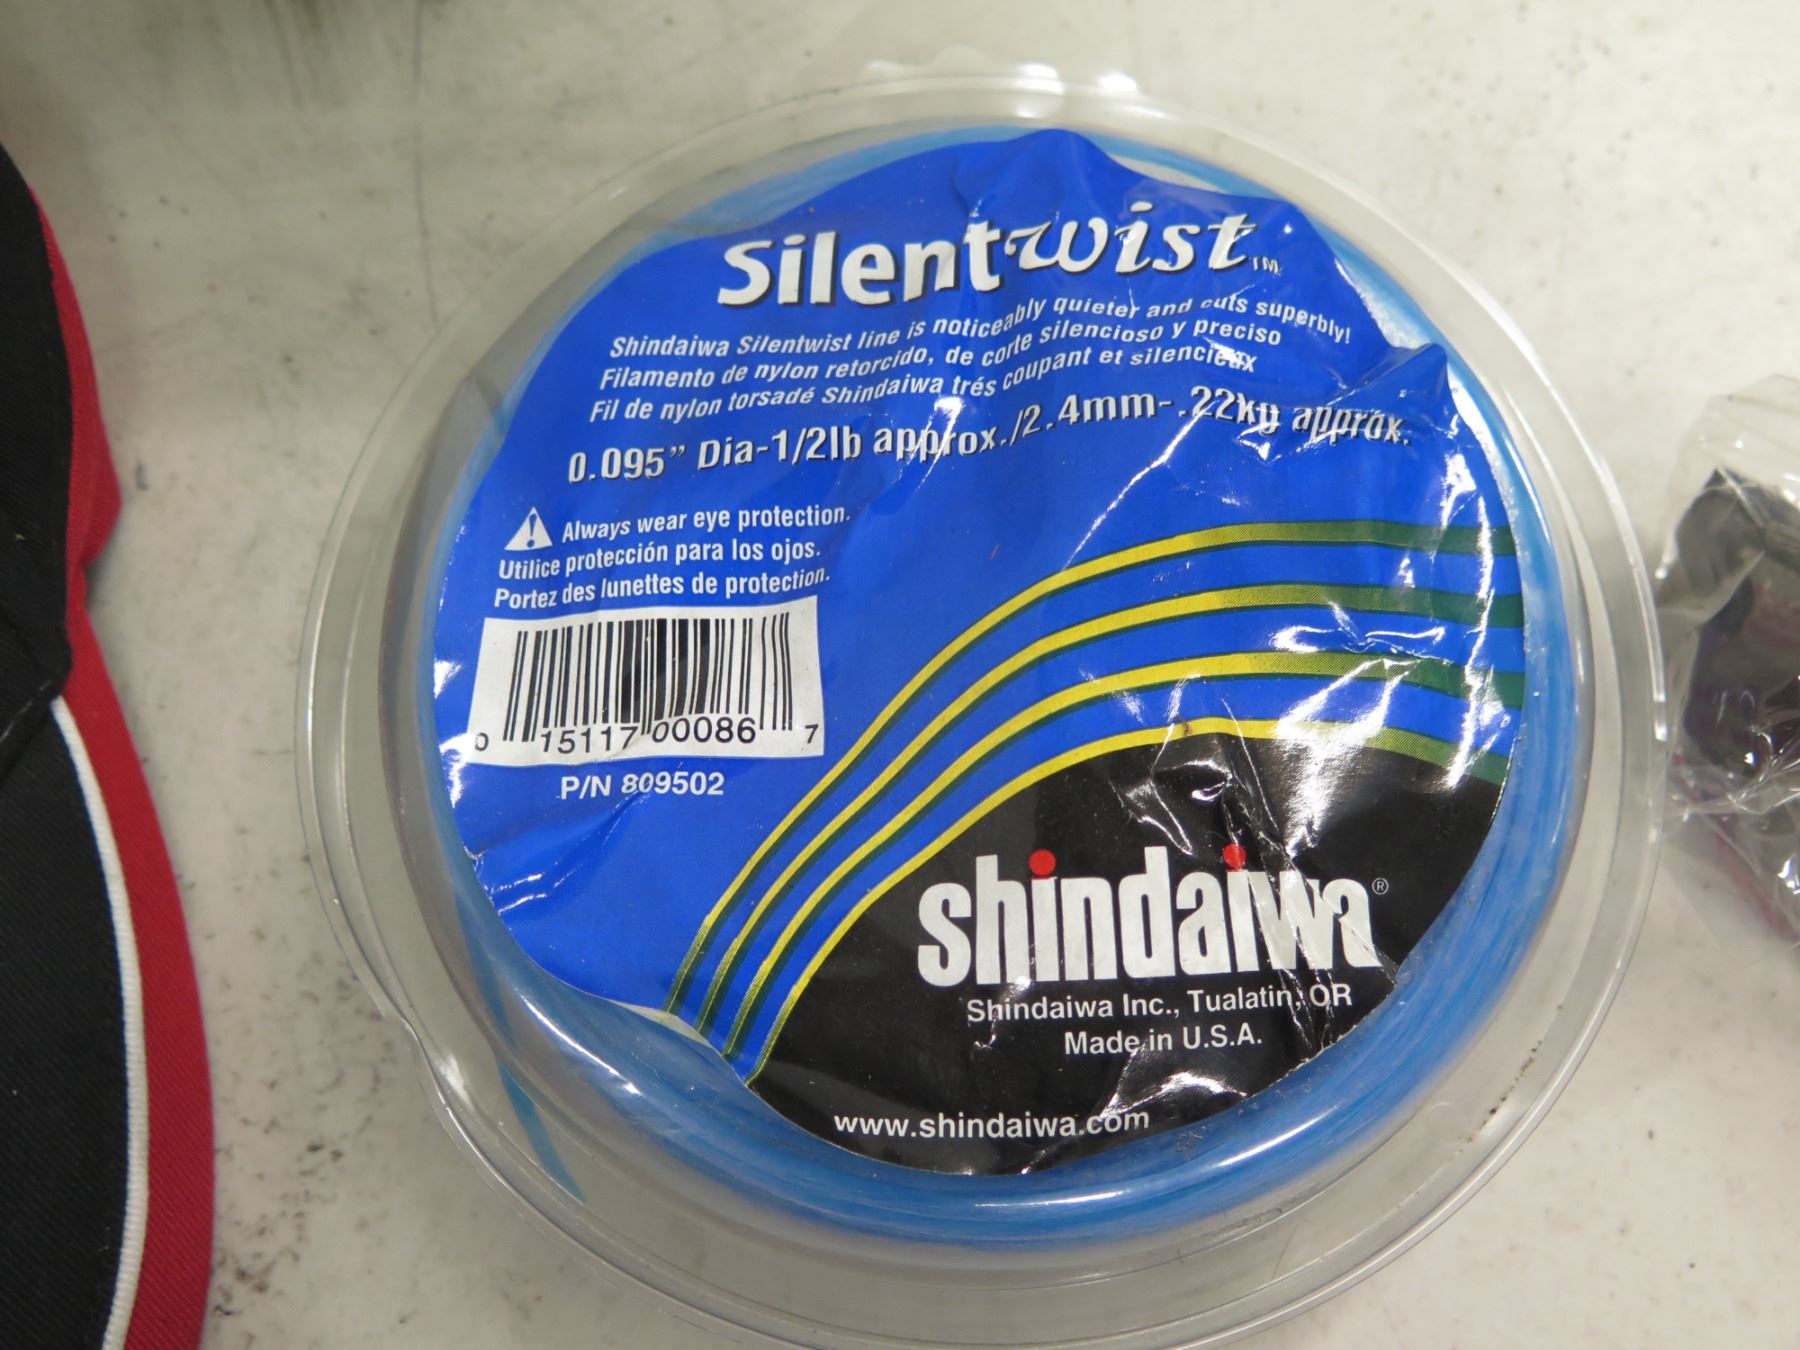 Silentwist™
Shindaiwa Silentwist line is noticeably quieter and cuts superbly!
Filamento de nylon retorcido, de corte silencioso y preciso
Fil de nylon torsadé Shindaiwa trés coupant et silencieux
0.095” Dia-1/2lb approx./2.4mm-.22kg approx.
Always wear eye protection.
Utilice protección para los ojos.
Portez des lunettes de protection.
0 15117 00086 7
P/N 809502
shindaiwa®
Shindaiwa Inc., Tualatin, OR
Made in U.S.A.
www.shindaiwa.com